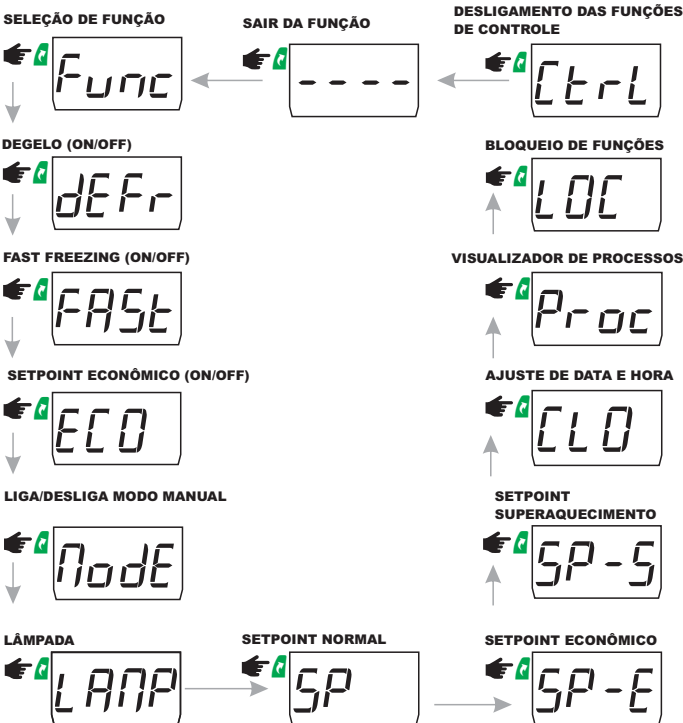 SELEÇÃO DE FUNÇÃO
Func
DEGELO (ON/OFF)
dEFr
FAST FREEZING (ON/OFF)
FASt
SETPOINT ECONÔMICO (ON/OFF)
ECO
LIGA/DESLIGA MODO MANUAL
ModE
LÂMPADA
LAMP
SETPOINT NORMAL
SP
SETPOINT ECONÔMICO
SP-E
SETPOINT
SUPERAQUECIMENTO
SP-S
AJUSTE DE DATA E HORA
CLO
VISUALIZADOR DE PROCESSOS
Proc
BLOQUEIO DE FUNÇÕES
LOC
DESLIGAMENTO DAS FUNÇÕES
DE CONTROLE
CtrL
SAIR DA FUNÇÃO
----